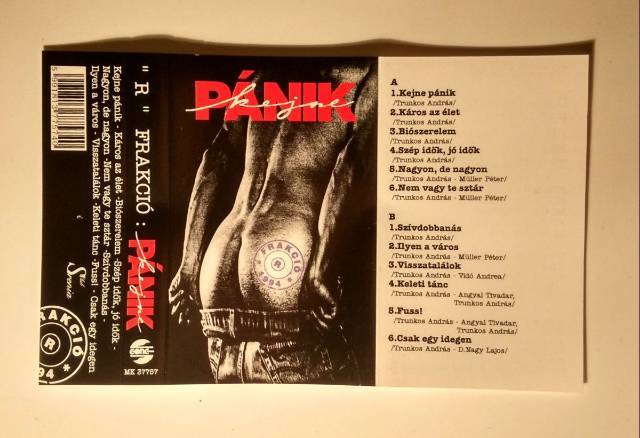 Kejne pánik - Káros az élet -Bioszerelem -Szép idők, jó idők -
Nagyon, de nagyon -Nem vagy te sztár -Szívdobbanás -
Ilyen a város - Visszatalálok -Keleti tánc -Fuss! - Csak egy idegen
" R " FRAKCIÓ :
PÁNIK
kejne
MK 37757
PÁNIK
kejne
FRAKCIÓ
R
1994
A
1.Kejne pánik
/Trunkos András/
2.Káros az élet
/Trunkos András/
3.Biószerelem
/Trunkos András/
4.Szép idők, jó idők
/Trunkos András/
5.Nagyon, de nagyon
/Trunkos András - Müller Péter/
6.Nem vagy te sztár
/Trunkos András - Müller Péter/
B
1.Szívdobbanás
/Trunkos András/
2.Ilyen a város
/Trunkos András - Müller Péter/
3.Visszatalálok
/Trunkos András - Vidó Andrea/
4.Keleti tánc
/Trunkos András - Angyal Tivadar,
Trunkos András/
5.Fuss!
/Trunkos András - Angyal Tivadar,
Trunkos András/
6.Csak egy idegen
/Trunkos András - D.Nagy Lajos/